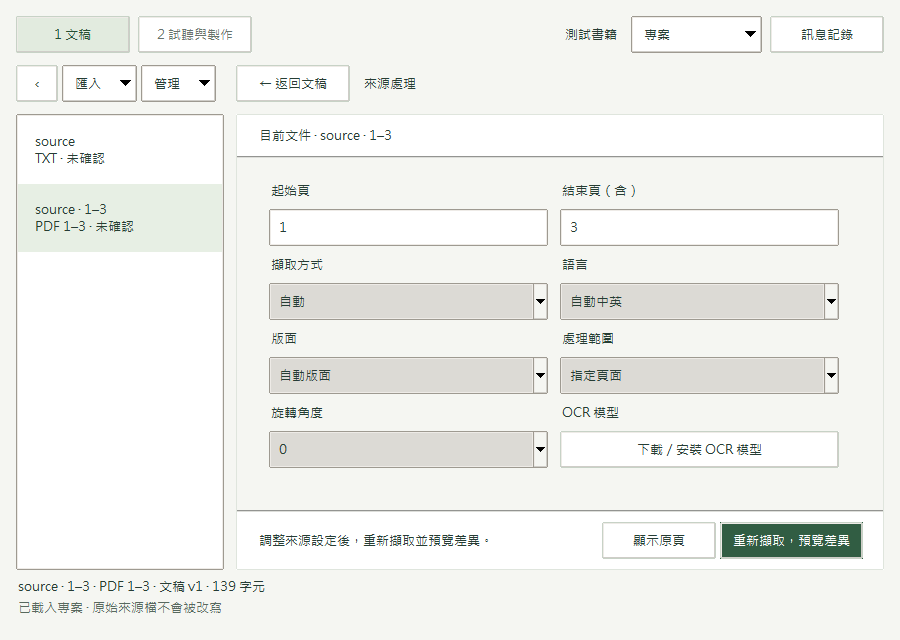 1 文稿
2 試聽與製作
測試書籍
專案
訊息記錄
‹
匯入
管理
← 返回文稿
來源處理
source
TXT · 未確認
source · 1–3
PDF 1–3 · 未確認
目前文件 · source · 1–3
起始頁
結束頁（含）
1
3
擷取方式
語言
自動
自動中英
版面
處理範圍
自動版面
指定頁面
旋轉角度
OCR 模型
0
下載 / 安裝 OCR 模型
調整來源設定後，重新擷取並預覽差異。
顯示原頁
重新擷取，預覽差異
source · 1–3 · PDF 1–3 · 文稿 v1 · 139 字元
已載入專案 · 原始來源檔不會被改寫